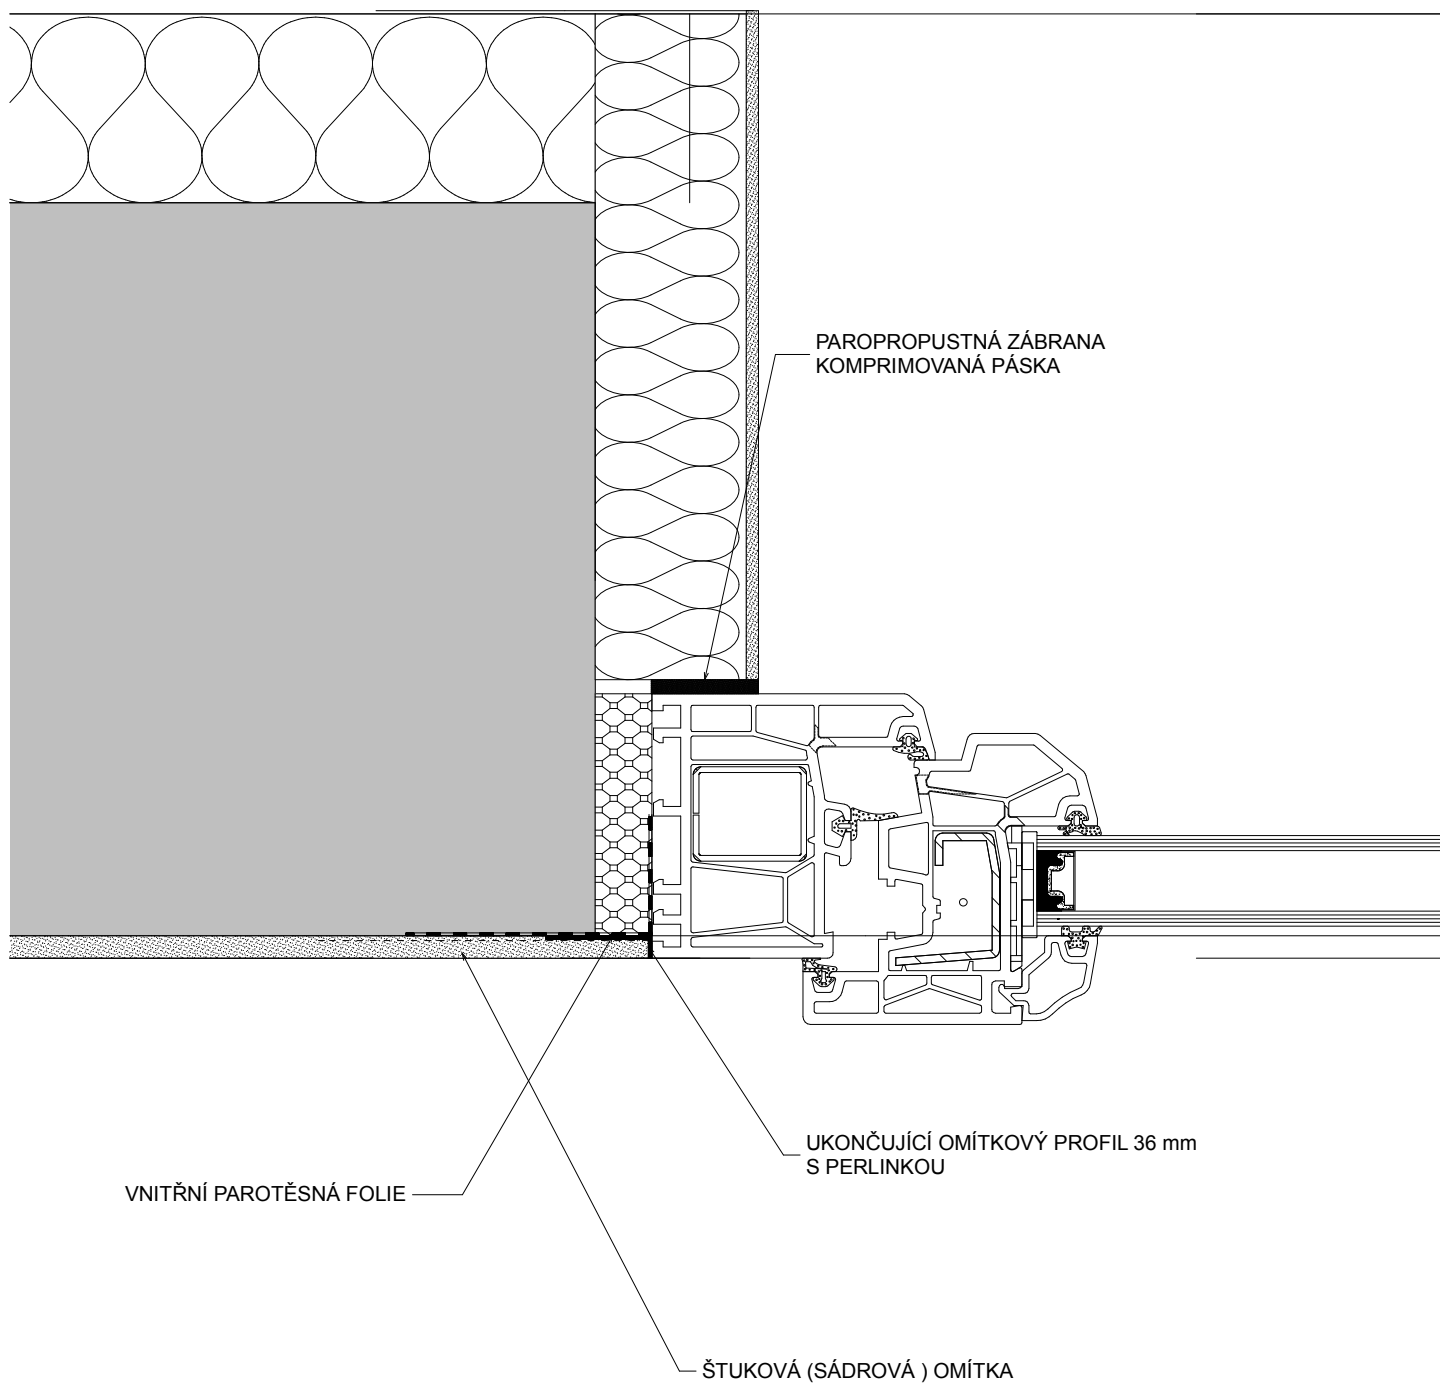 PAROPROPUSTNÁ ZÁBRANA
KOMPRIMOVANÁ PÁSKA
UKONČUJÍCÍ OMÍTKOVÝ PROFIL 36 mm
S PERLINKOU
VNITŘNÍ PAROTĚSNÁ FOLIE
ŠTUKOVÁ (SÁDROVÁ ) OMÍTKA